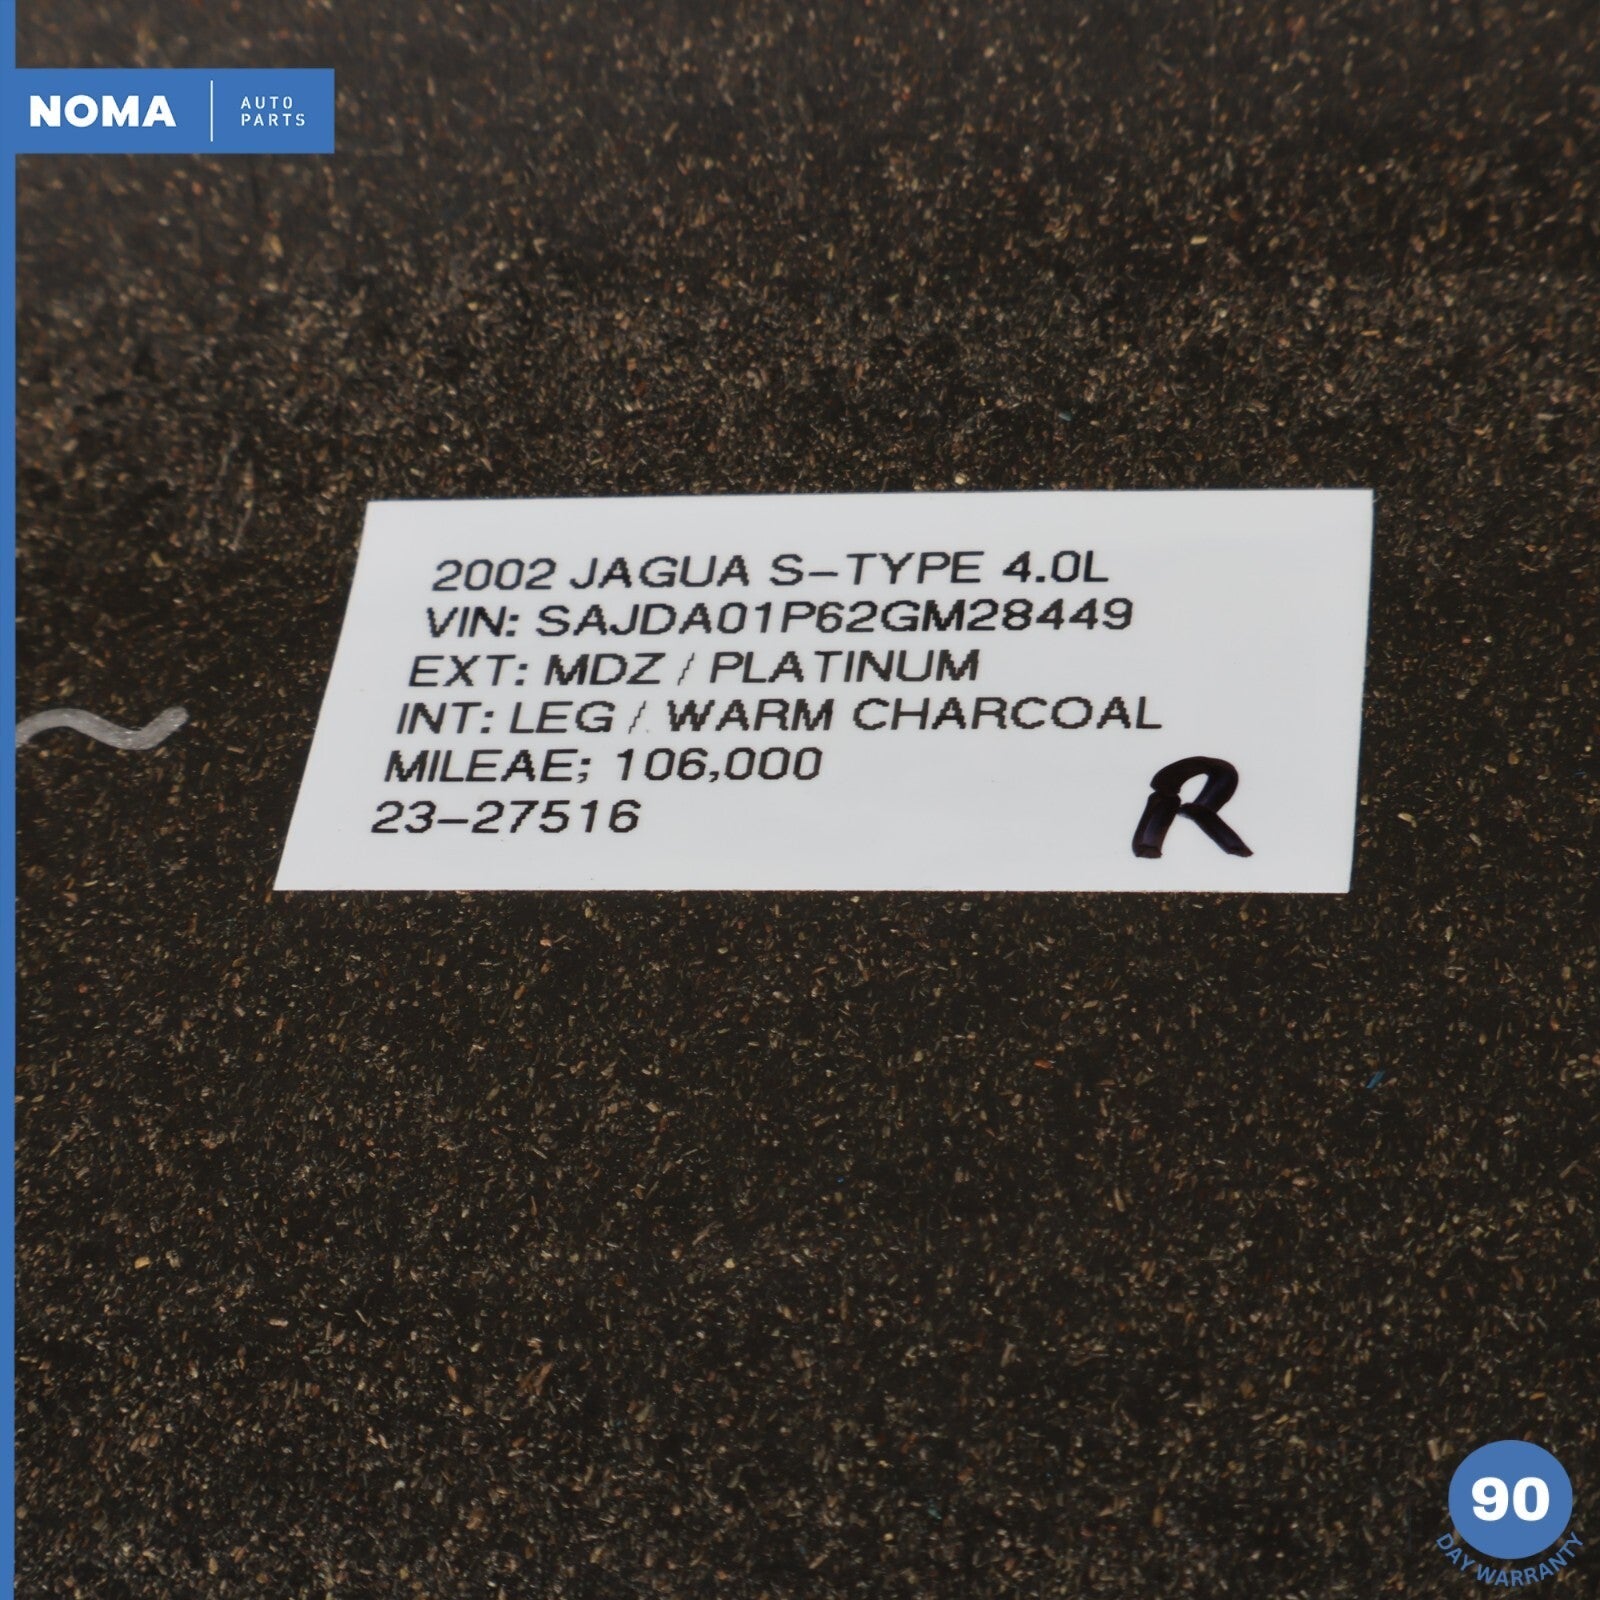 NOMA
AUTO
PARTS
2002 JAGUA S-TYPE 4.0L
VIN: SAJDA01P62GM28449
EXT: MDZ / PLATINUM
INT: LEG / WARM CHARCOAL
MILEAE; 106,000
23-27516
R
90
DAY WARRANTY